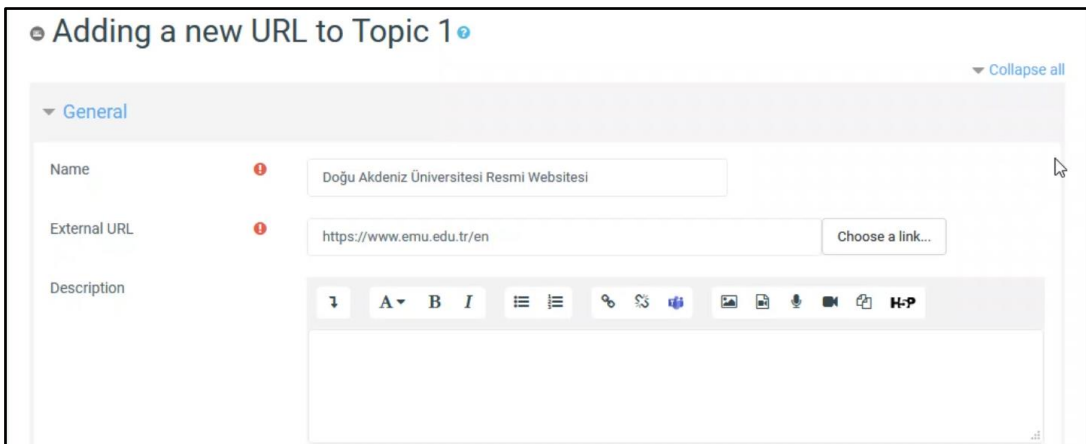 Adding a new URL to Topic 1
Collapse all
General
Name
Doğu Akdeniz Üniversitesi Resmi Websitesi
External URL
https://www.emu.edu.tr/en
Choose a link...
Description
A B I H-P